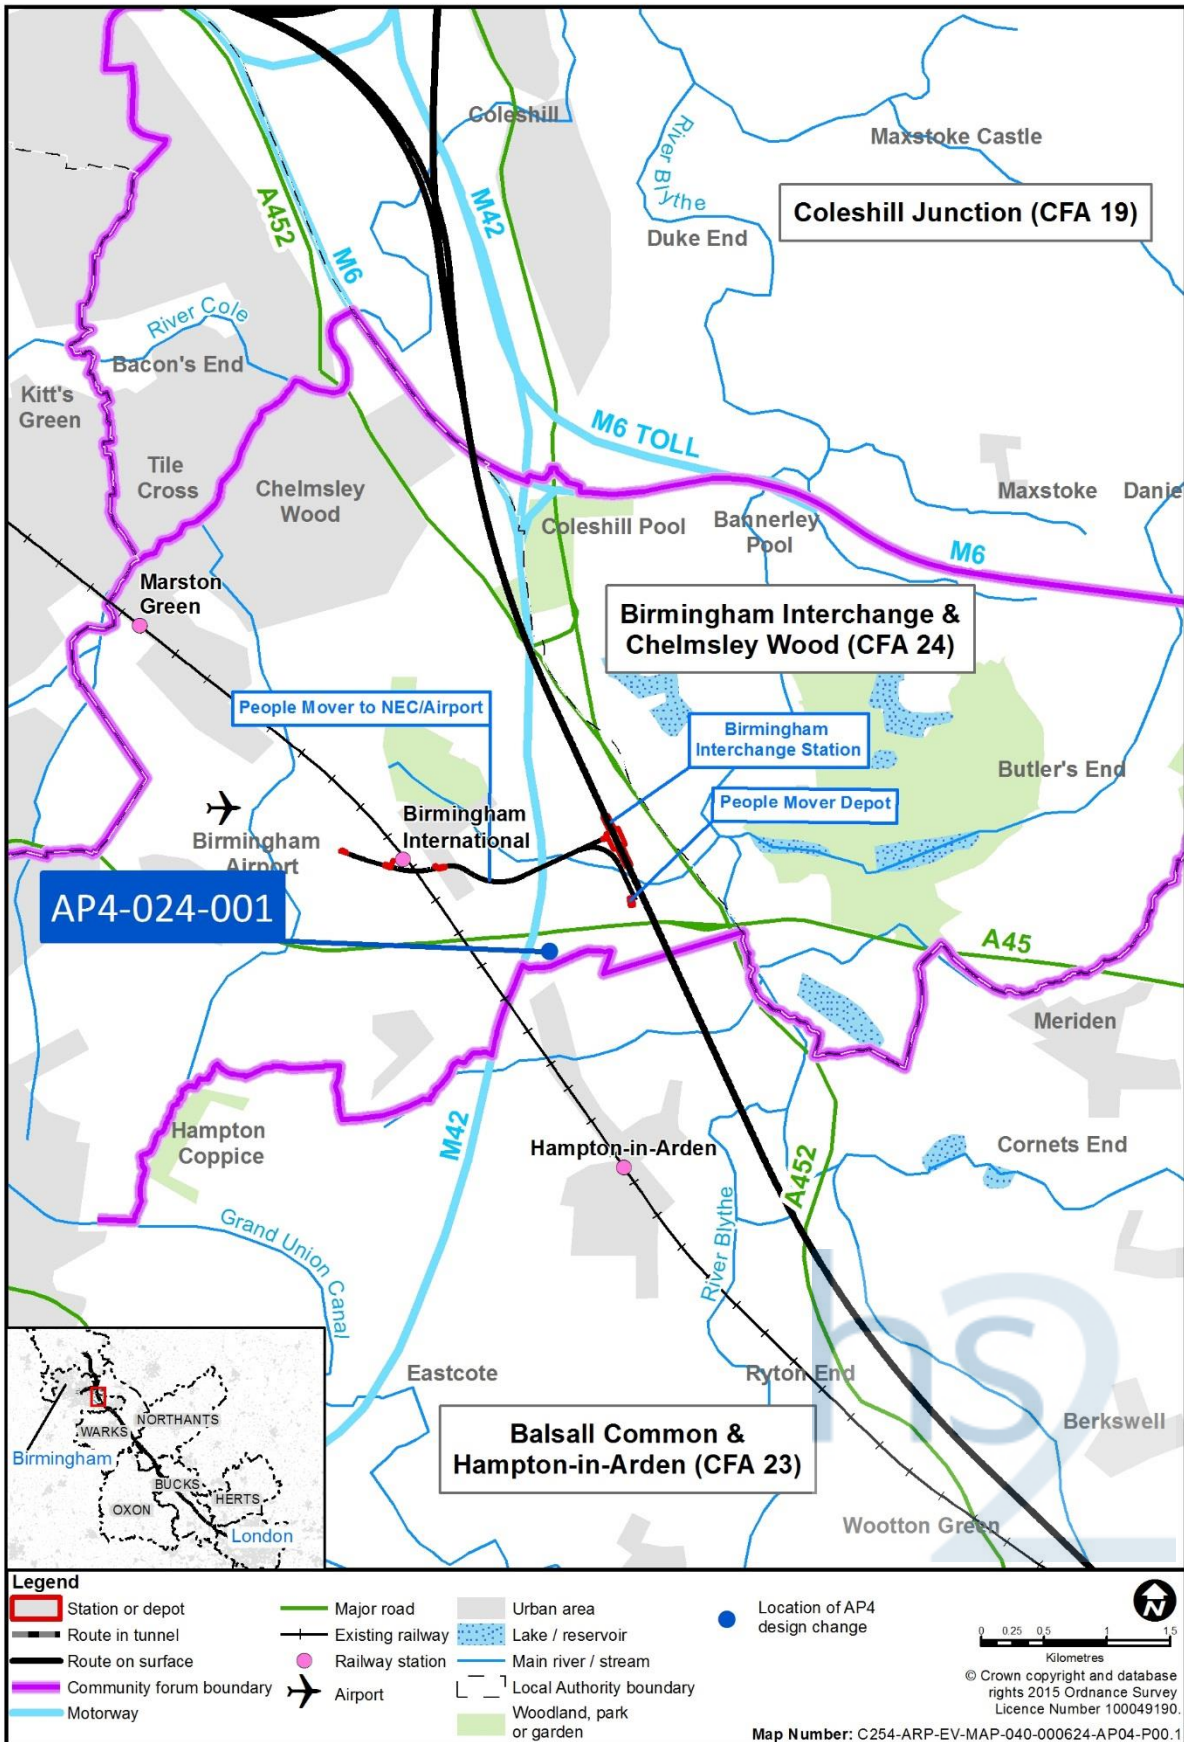 Coleshill
Maxstoke Castle
River Blythe
A452
M42
Coleshill Junction (CFA 19)
Duke End
M6
River Cole
Bacon's End
Kitt's
Green
M6 TOLL
Tile
Cross
Chelmsley
Wood
Maxstoke
Danie
Coleshill Pool
Bannerley
Pool
M6
Marston
Green
Birmingham Interchange &
Chelmsley Wood (CFA 24)
People Mover to NEC/Airport
Birmingham
Interchange Station
Butler's End
People Mover Depot
Birmingham
International
Birmingham
Airport
AP4-024-001
A45
Meriden
Hampton
Coppice
M42
Hampton-in-Arden
Cornets End
A452
River Blythe
Grand Union Canal
hs2
Eastcote
Ryton End
Berkswell
Balsall Common &
Hampton-in-Arden (CFA 23)
Wootton Green
NORTHANTS
WARKS
Birmingham
BUCKS
HERTS
OXON
London
Legend
Station or depot
Route in tunnel
Route on surface
Community forum boundary
Motorway
Major road
Existing railway
Railway station
Airport
Urban area
Lake / reservoir
Main river / stream
Local Authority boundary
Woodland, park
or garden
Location of AP4
design change
N
0 0.25 0.5 1 1.5
Kilometres
© Crown copyright and database
rights 2015 Ordnance Survey
Licence Number 100049190.
Map Number: C254-ARP-EV-MAP-040-000624-AP04-P00.1